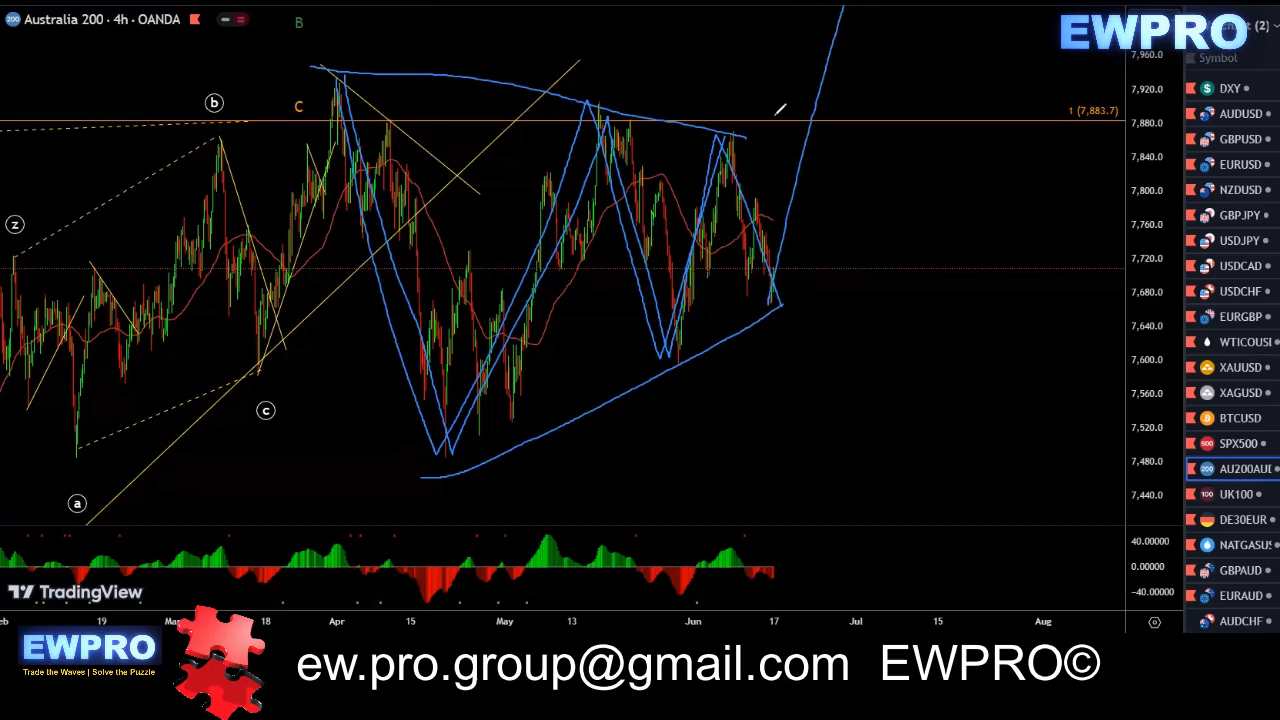 Australia 200 · 4h · OANDA
B
EWPRO
(2)
Symbol
7,960.0
7,920.0
7,880.0
7,840.0
7,800.0
7,760.0
7,720.0
7,680.0
7,640.0
7,600.0
7,560.0
7,520.0
7,480.0
7,440.0
1 (7,883.7)
C
b
z
c
a
DXY
AUDUSD
GBPUSD
EURUSD
NZDUSD
GBPJPY
USDJPY
USDCAD
USDCHF
EURGBP
WTICOUSI
XAUUSD
XAGUSD
BTCUSD
SPX500
AU200AUI
UK100
DE30EUR
NATGASUS
GBPAUD
EURAUD
AUDCHF
40.00000
0.00000
-40.00000
TradingView
19
18
Apr
15
May
13
Jun
17
Jul
15
Aug
EWPRO
Trade the Waves | Solve the Puzzle
ew.pro.group@gmail.com EWPRO©